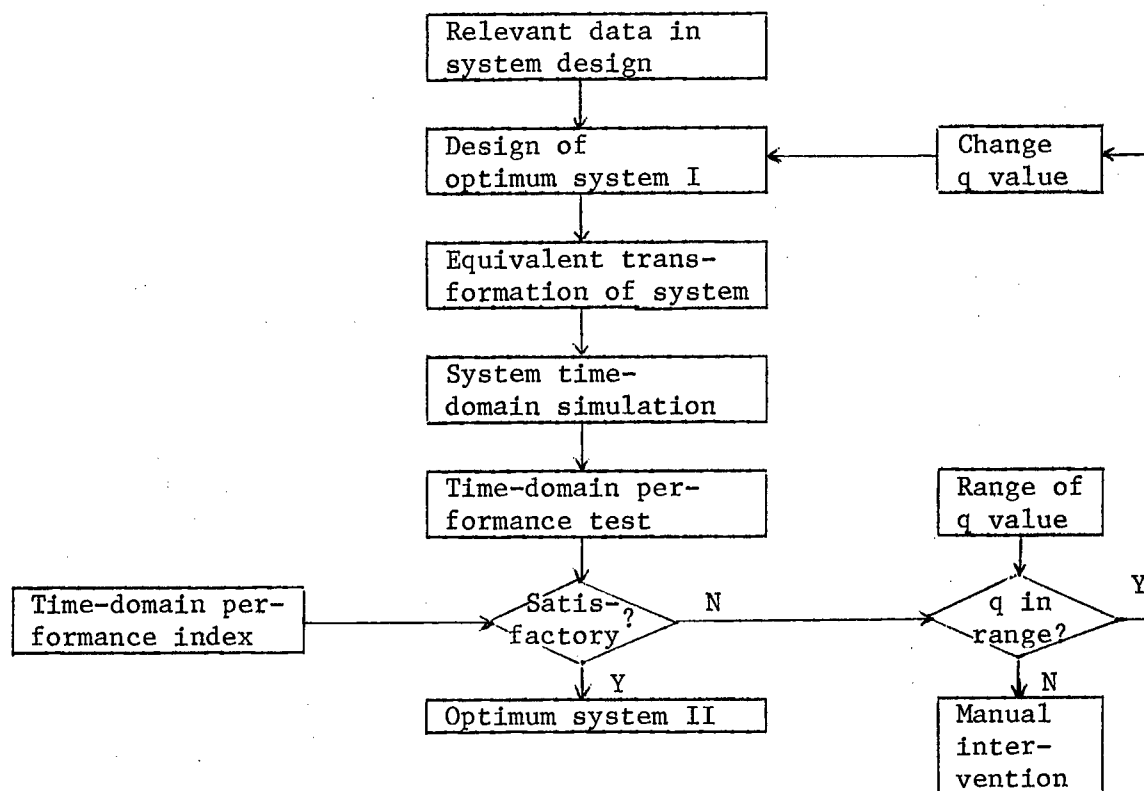 Relevant data in
system design
Design of
optimum system I
Change
q value
Equivalent trans-
formation of system
System time-
domain simulation
Time-domain per-
formance test
Range of
q value
Time-domain per-
formance index
Satis-
factory?
N
q in
range?
Y
Y
N
Optimum system II
Manual
inter-
vention